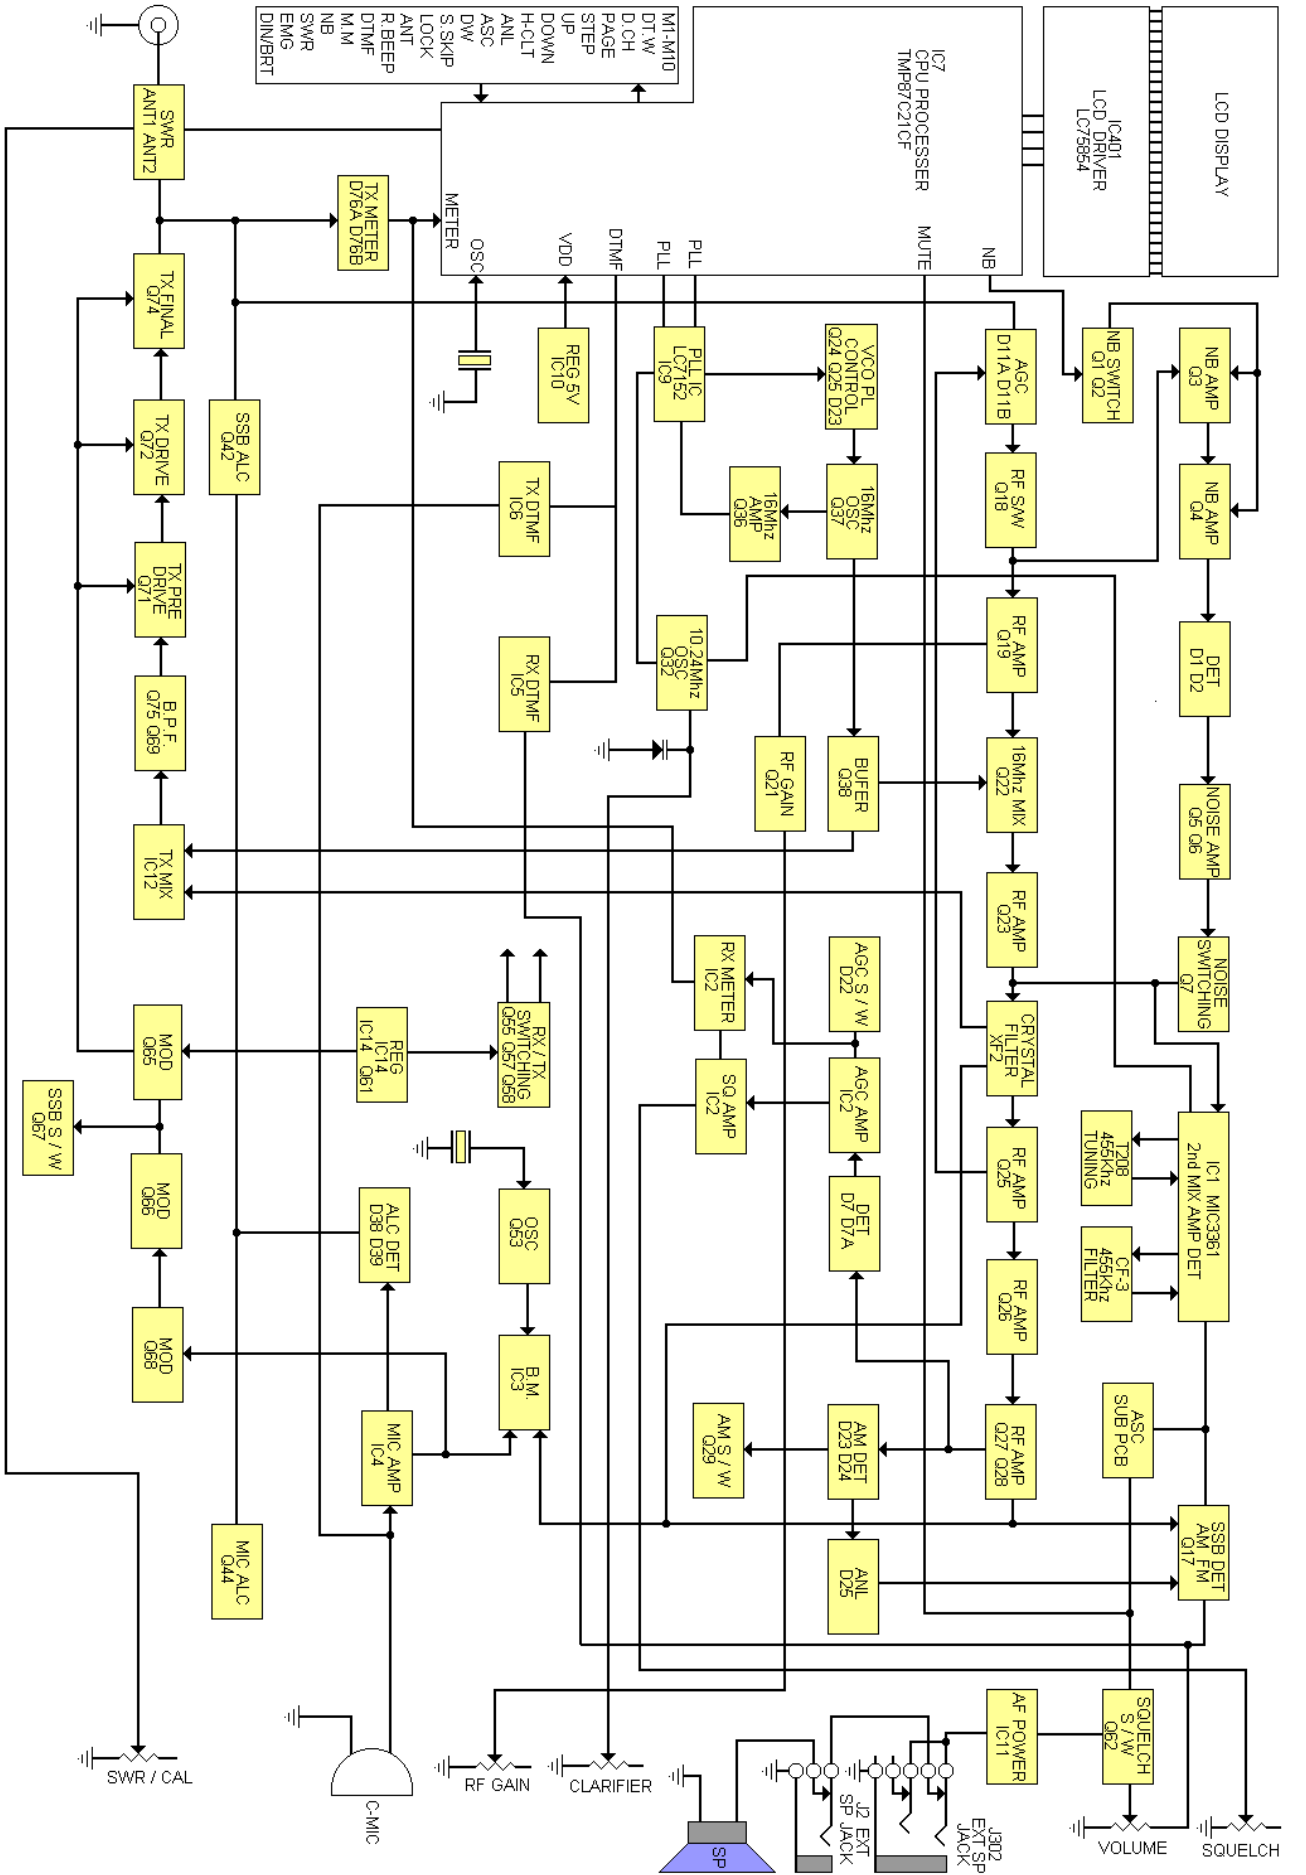 M1-M10
DT.W
D.CH
PAGE
STEP
UP
DOWN
H-CLT
ANL
ASC
DW
S.SKIP
LOCK
ANT
R.BEEP
DTMF
M.M
NB
SWR
EMG
DIN/BRT
IC7
CPU PROCESSER
TMP87C21CF
METER
OSC
VDD
DTMF
PLL
PLL
MUTE
NB
IC401
LCD DRIVER
LC75854
LCD DISPLAY
SWR
ANT1 ANT2
TX METER
D76A D76B
TX FINAL
Q74
TX DRIVE
Q72
TX PRE
DRIVE
Q71
B.P.F.
Q75 Q69
TX MIX
IC12
SSB ALC
Q42
REG 5V
IC10
PLL IC
LC7152
IC9
VCO PL
CONTROL
Q24 Q25 D23
AGC
D11A D11B
NB SWITCH
Q1 Q2
NB AMP
Q3
TX DTMF
IC6
16Mhz
AMP
Q36
16Mhz
OSC
Q37
RF S/W
Q18
NB AMP
Q4
RX DTMF
IC5
10.24Mhz
OSC
Q32
RF AMP
Q19
DET
D1 D2
RF GAIN
Q21
BUFER
Q38
16Mhz MIX
Q22
NOISE AMP
Q5 Q6
RF AMP
Q23
NOISE
SWITCHING
Q7
RX METER
IC2
AGC S / W
D22
CRYSTAL
FILTER
XF2
MOD
Q65
REG
IC14
IC14 Q61
RX / TX
SWITCHING
Q55 Q57 Q58
SQ AMP
IC2
AGC AMP
IC2
SSB S / W
Q67
MOD
Q66
ALC DET
D38 D39
OSC
Q53
DET
D7 D7A
RF AMP
Q25
T208
455Khz
TUNING
IC1 MIC3361
2nd MIX AMP DET
CF-3
455Khz
FILTER
RF AMP
Q26
MOD
Q68
B.M.
IC3
MIC AMP
IC4
AM S / W
Q29
AM DET
D23 D24
RF AMP
Q27 Q28
ASC
SUB PCB
MIC ALC
Q44
ANL
D25
SSB DET
AM FM
Q17
AF POWER
IC11
SQUELCH
S / W
Q62
SWR / CAL
C-MIC
RF GAIN
CLARIFIER
SP
J2 EXT
SP JACK
J302
EXT SP
JACK
VOLUME
SQUELCH